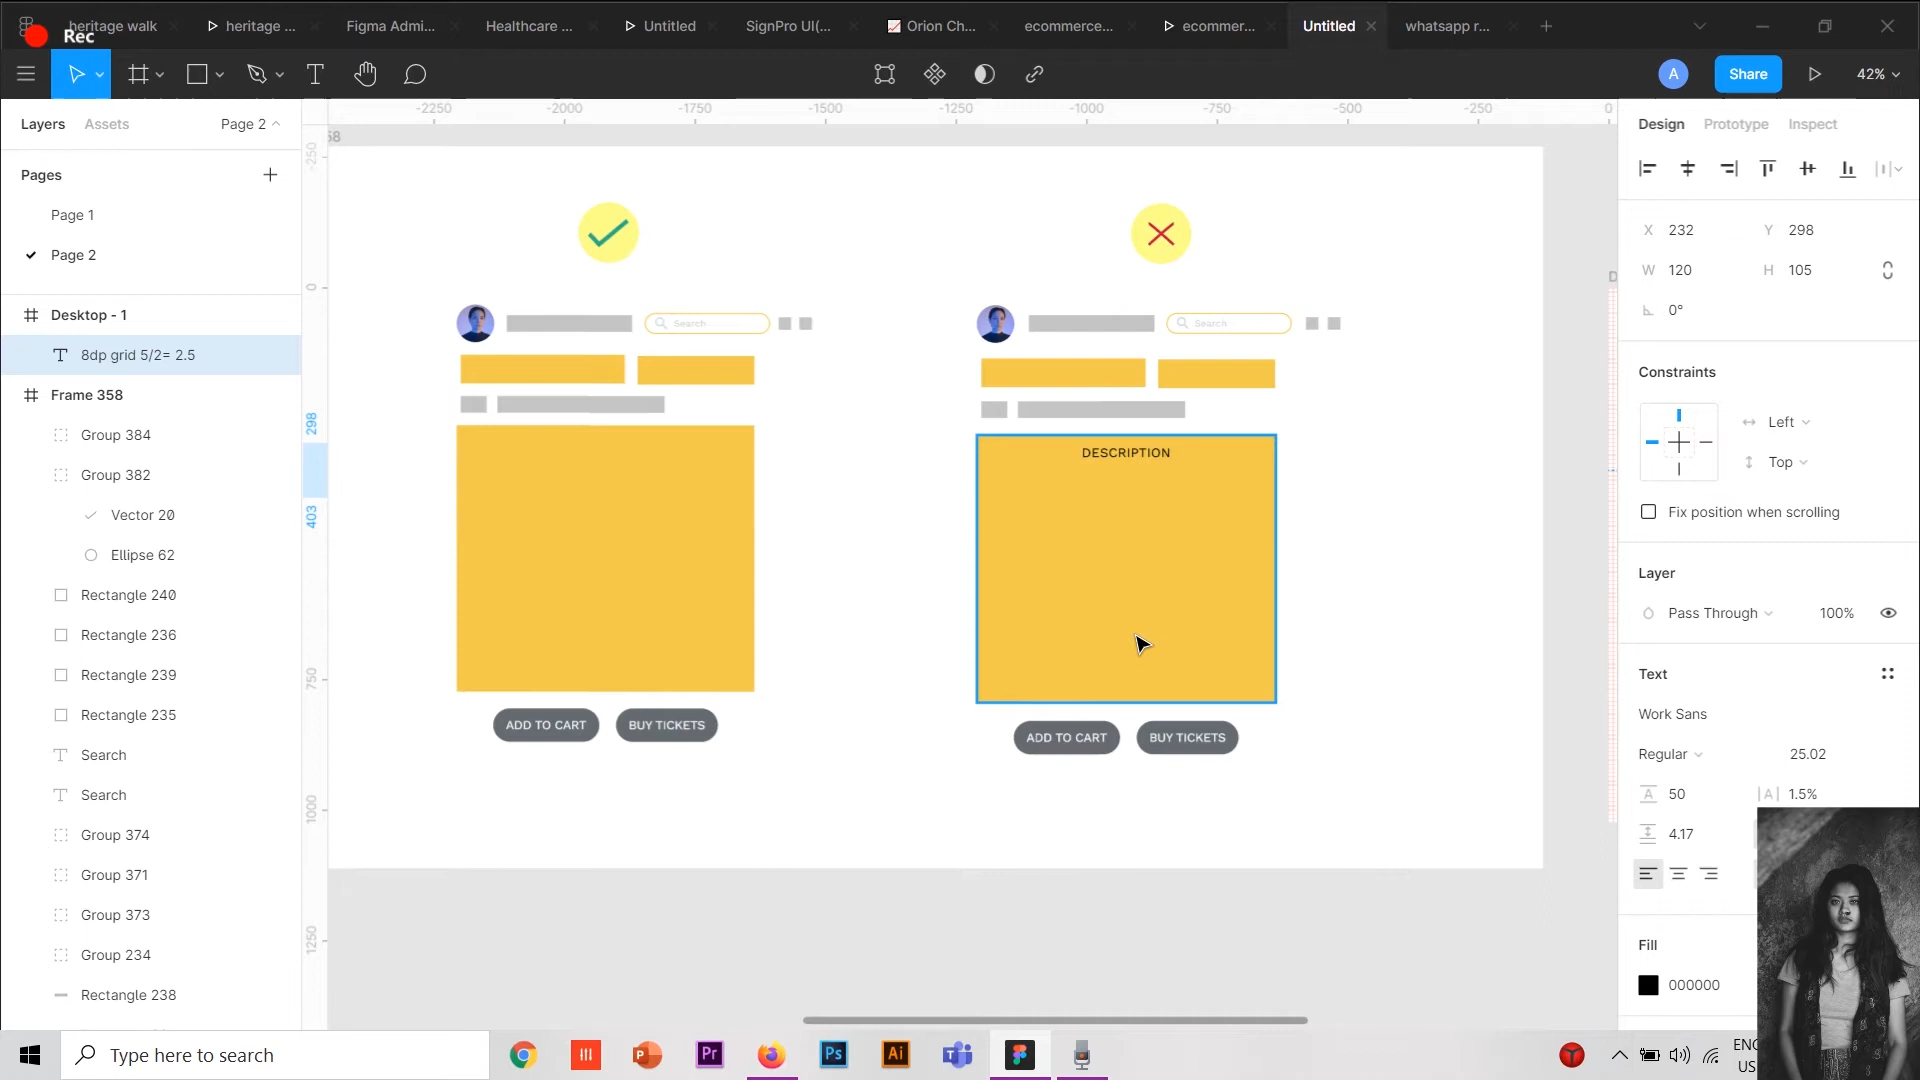 Rec
heritage walk
heritage ...
Figma Admi...
Healthcare ...
Untitled
SignPro UI(...
Orion Ch...
ecommerce...
ecommer...
Untitled
whatsapp r...
A
Share
42%
Layers
Assets
Page 2
Pages
Page 1
Page 2
Desktop - 1
8dp grid 5/2= 2.5
Frame 358
Group 384
Group 382
Vector 20
Ellipse 62
Rectangle 240
Rectangle 236
Rectangle 239
Rectangle 235
Search
Search
Group 374
Group 371
Group 373
Group 234
Rectangle 238
-2250
-2000
-1750
-1500
-1250
-1000
-750
-500
-250
0
58
-250
0
298
403
750
1000
1250
Search
Search
DESCRIPTION
ADD TO CART
BUY TICKETS
ADD TO CART
BUY TICKETS
Design
Prototype
Inspect
X 232
Y 298
W 120
H 105
0°
Constraints
Left
Top
Fix position when scrolling
Layer
Pass Through
100%
Text
Work Sans
Regular
25.02
50
1.5%
4.17
Fill
000000
Type here to search
P
Pr
Ps
Ai
ENG
US